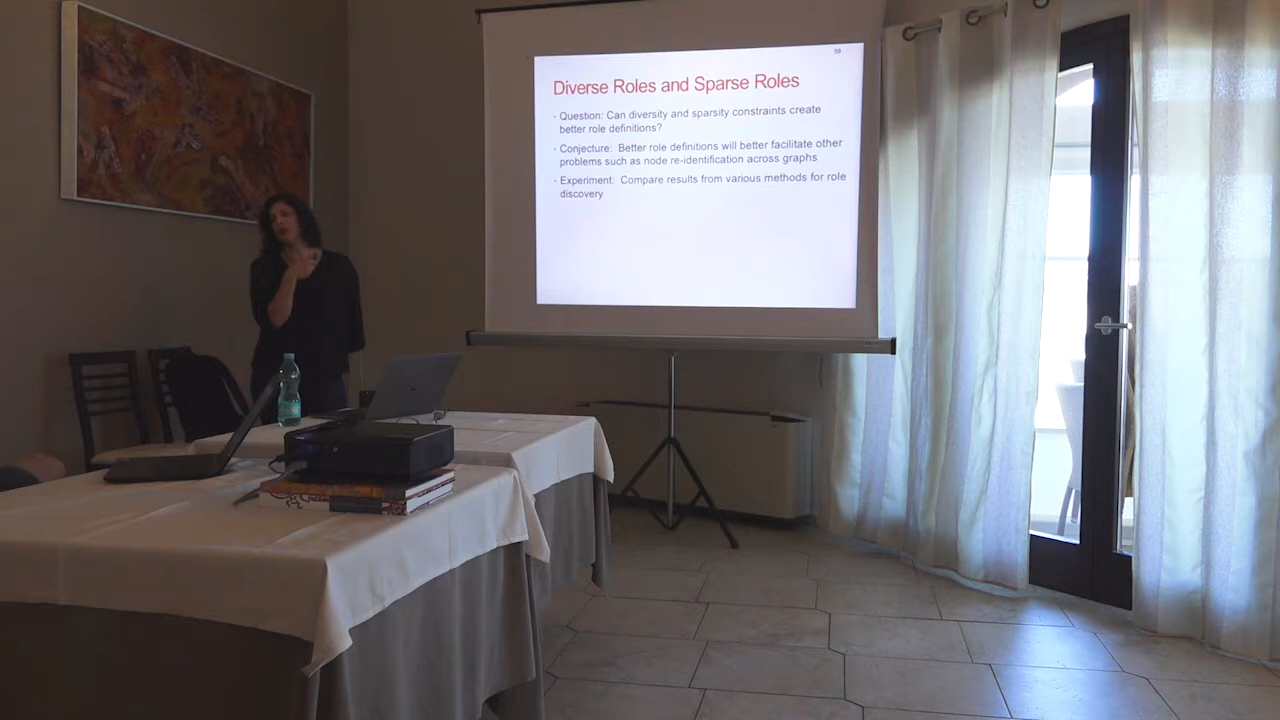 Diverse Roles and Sparse Roles
· Question: Can diversity and sparsity constraints create
better role definitions?
· Conjecture: Better role definitions will better facilitate other
problems such as node re-identification across graphs
· Experiment: Compare results from various methods for role
discovery